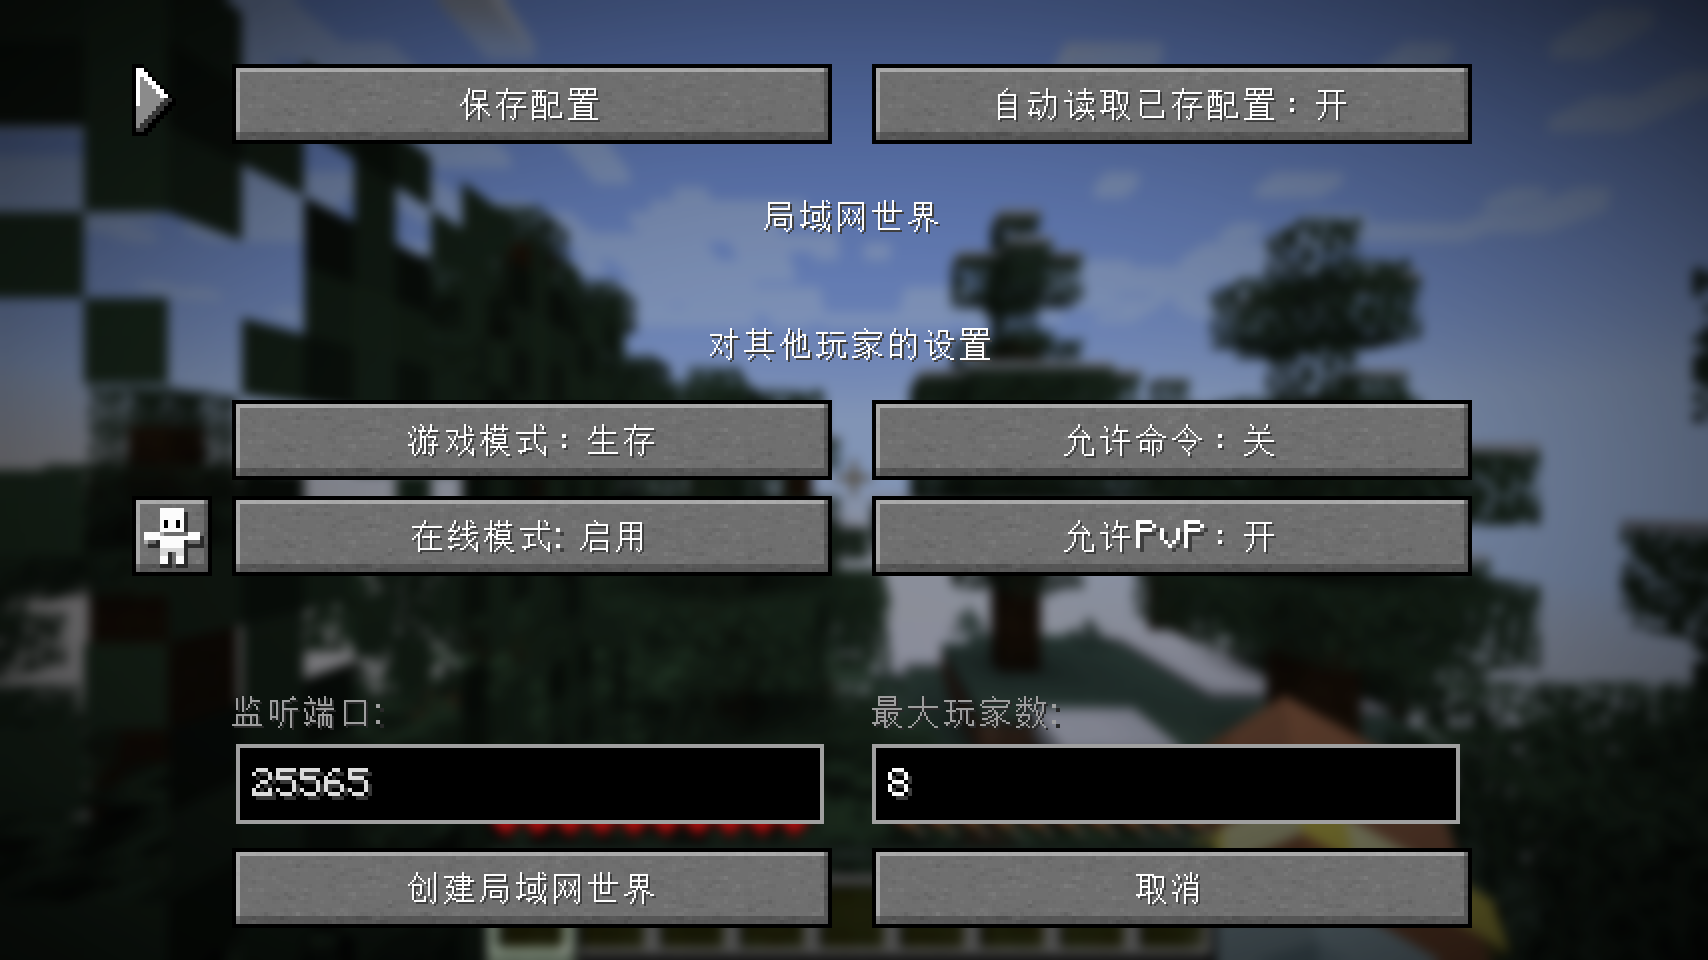 保存配置
自动读取已存配置：开
局域网世界
对其他玩家的设置
游戏模式：生存
允许命令：关
在线模式: 启用
允许PvP：开
监听端口:
最大玩家数:
25565
8
创建局域网世界
取消